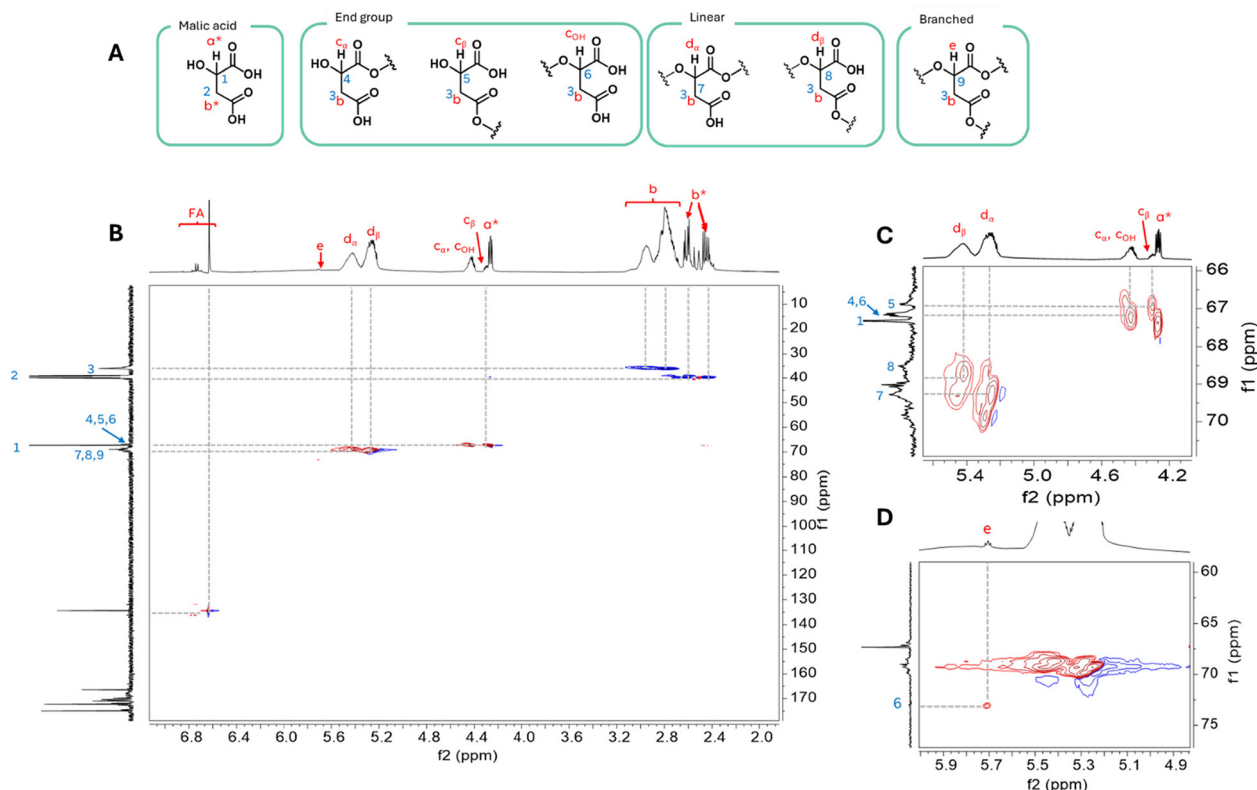 Malic acid
End group
Linear
Branched
A
a*
H
O
HO
1
OH
2
b*
O
OH
cα
H
O
HO
4
O
3
b
O
OH
cβ
H
O
HO
5
OH
3
b
O
O
cOH
H
O
O
6
OH
3
b
O
OH
dα
H
O
O
7
O
3
b
O
OH
dβ
H
O
O
8
OH
3
b
O
O
e
H
O
O
9
O
3
b
O
O
B
FA
e
dα
dβ
cα, cOH
cβ
a*
b
b*
3
2
4,5,6
1
7,8,9
10
20
30
40
50
60
70
80
90
100
110
120
130
140
150
160
170
f1 (ppm)
6.8 6.4 6.0 5.6 5.2 4.8 4.4 4.0 3.6 3.2 2.8 2.4 2.0
f2 (ppm)
C
dβ
dα
cα, cOH
cβ
a*
4,6
5
1
8
7
66
67
68
69
70
f1 (ppm)
5.4 5.0 4.6 4.2
f2 (ppm)
D
e
6
60
65
70
75
f1 (ppm)
5.9 5.7 5.5 5.3 5.1 4.9
f2 (ppm)